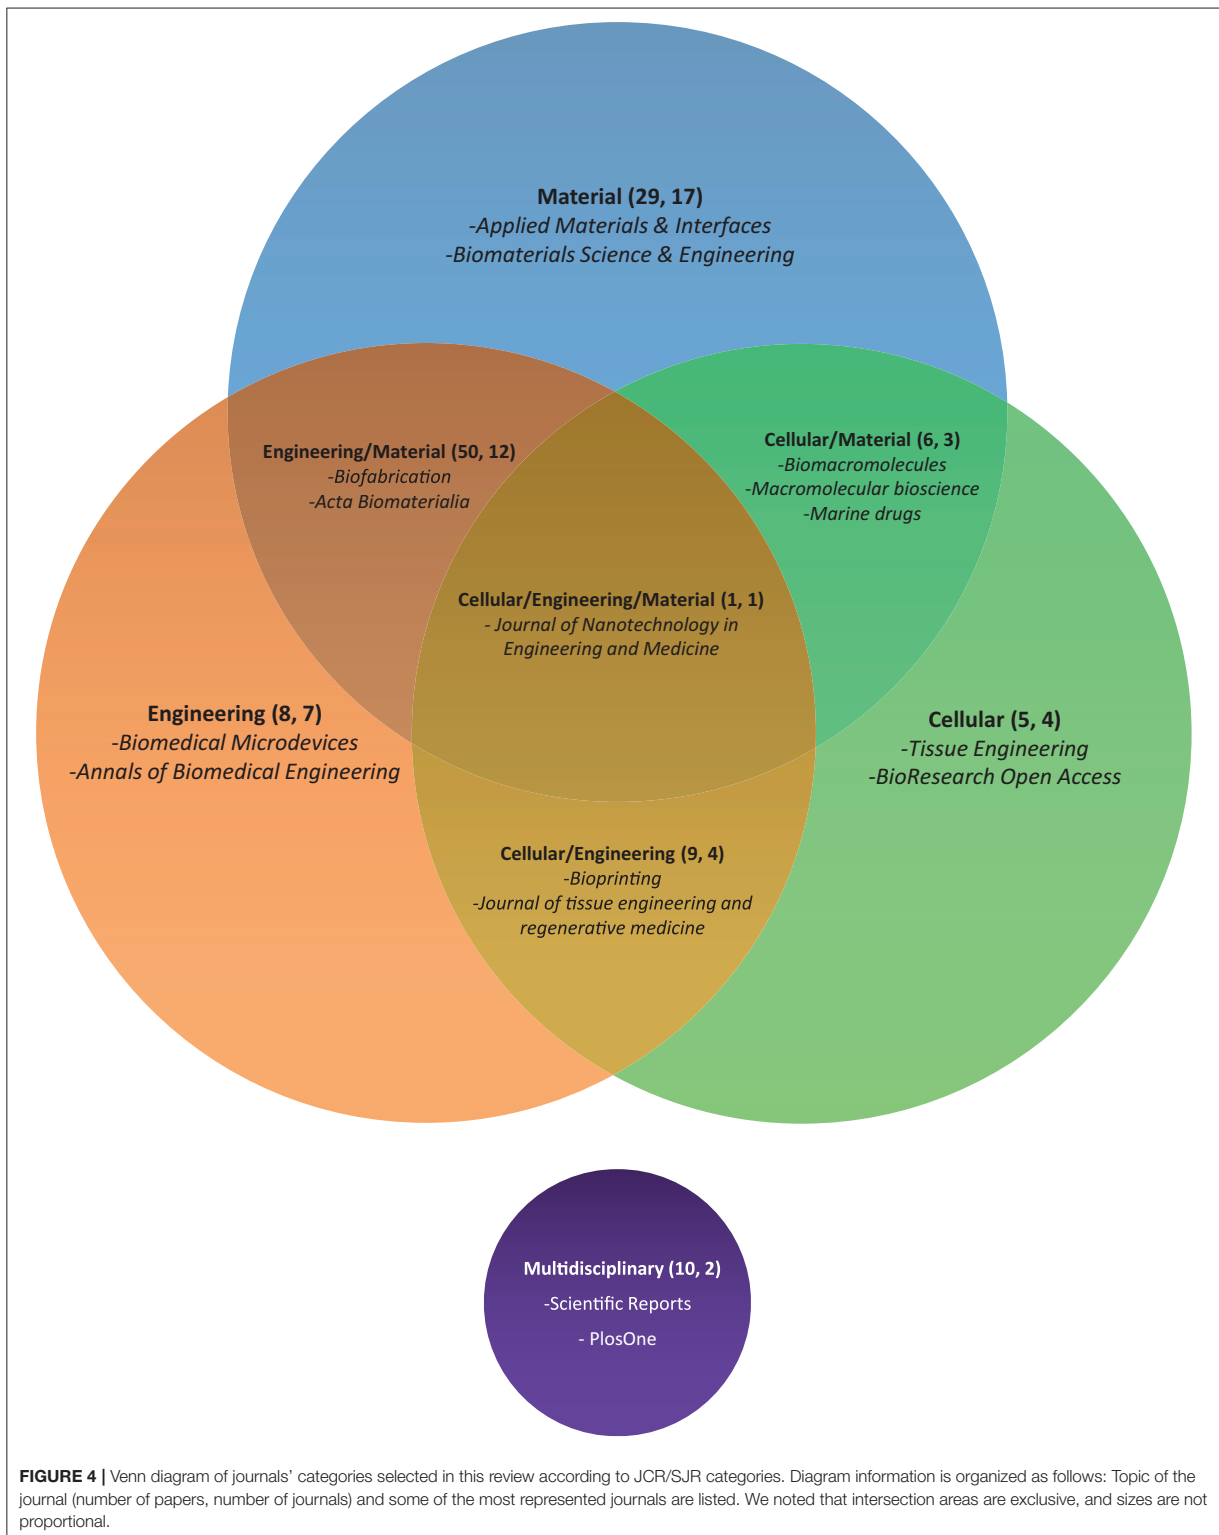 Material (29, 17)
-Applied Materials & Interfaces
-Biomaterials Science & Engineering
Engineering/Material (50, 12)
-Biofabrication
-Acta Biomaterialia
Cellular/Material (6, 3)
-Biomacromolecules
-Macromolecular bioscience
-Marine drugs
Cellular/Engineering/Material (1, 1)
- Journal of Nanotechnology in
Engineering and Medicine
Engineering (8, 7)
-Biomedical Microdevices
-Annals of Biomedical Engineering
Cellular (5, 4)
-Tissue Engineering
-BioResearch Open Access
Cellular/Engineering (9, 4)
-Bioprinting
-Journal of tissue engineering and
regenerative medicine
Multidisciplinary (10, 2)
-Scientific Reports
- PlosOne
FIGURE 4 | Venn diagram of journals’ categories selected in this review according to JCR/SJR categories. Diagram information is organized as follows: Topic of the
journal (number of papers, number of journals) and some of the most represented journals are listed. We noted that intersection areas are exclusive, and sizes are not
proportional.